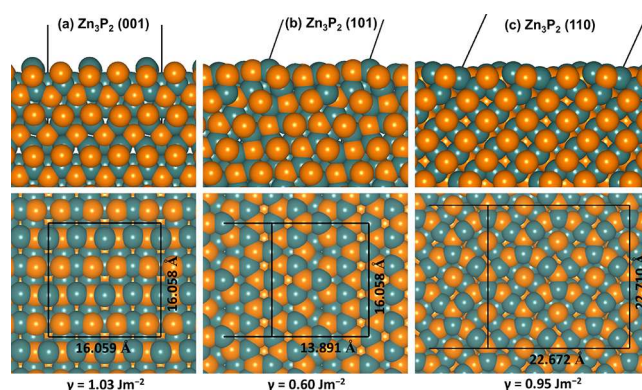 (a) Zn₃P₂ (001)
(b) Zn₃P₂ (101)
(c) Zn₃P₂ (110)
16.058 Å
16.059 Å
16.058 Å
13.891 Å
22.672 Å
γ = 1.03 Jm⁻²
γ = 0.60 Jm⁻²
γ = 0.95 Jm⁻²